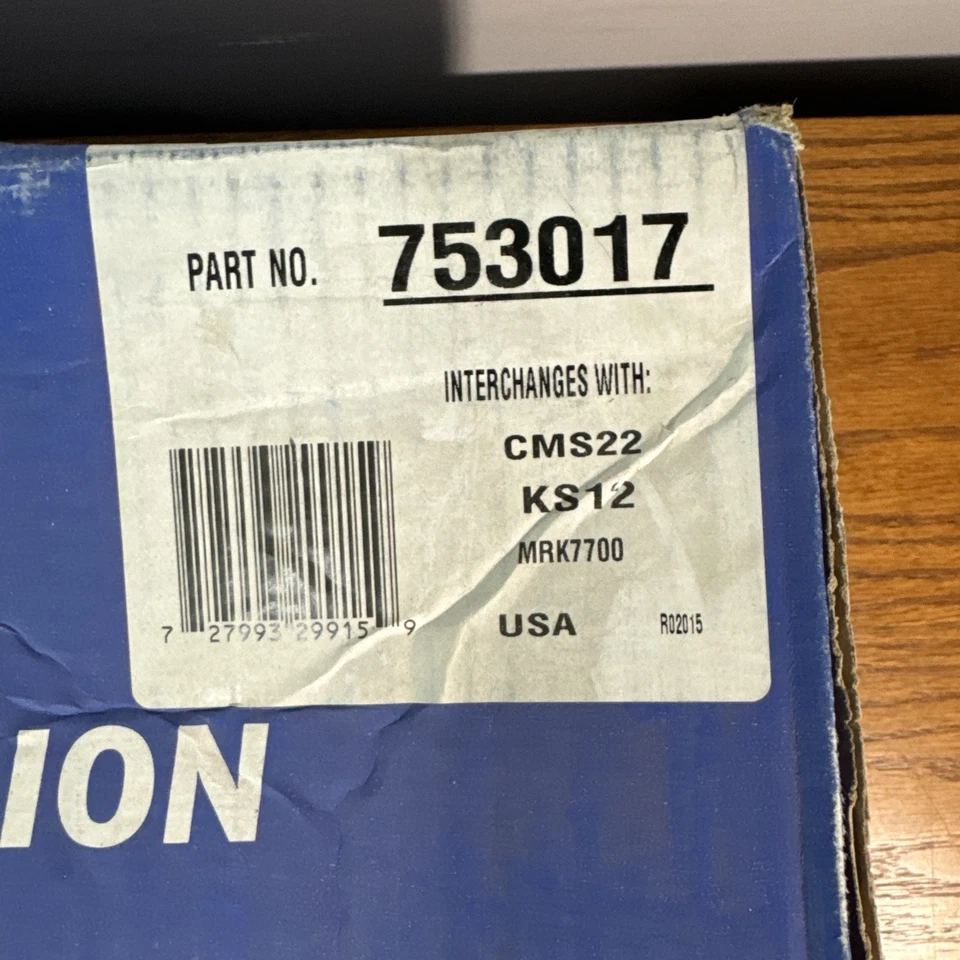 PART NO. 753017
INTERCHANGES WITH:
CMS22
KS12
MRK7700
7 27993 29915 9
USA R02015
ION